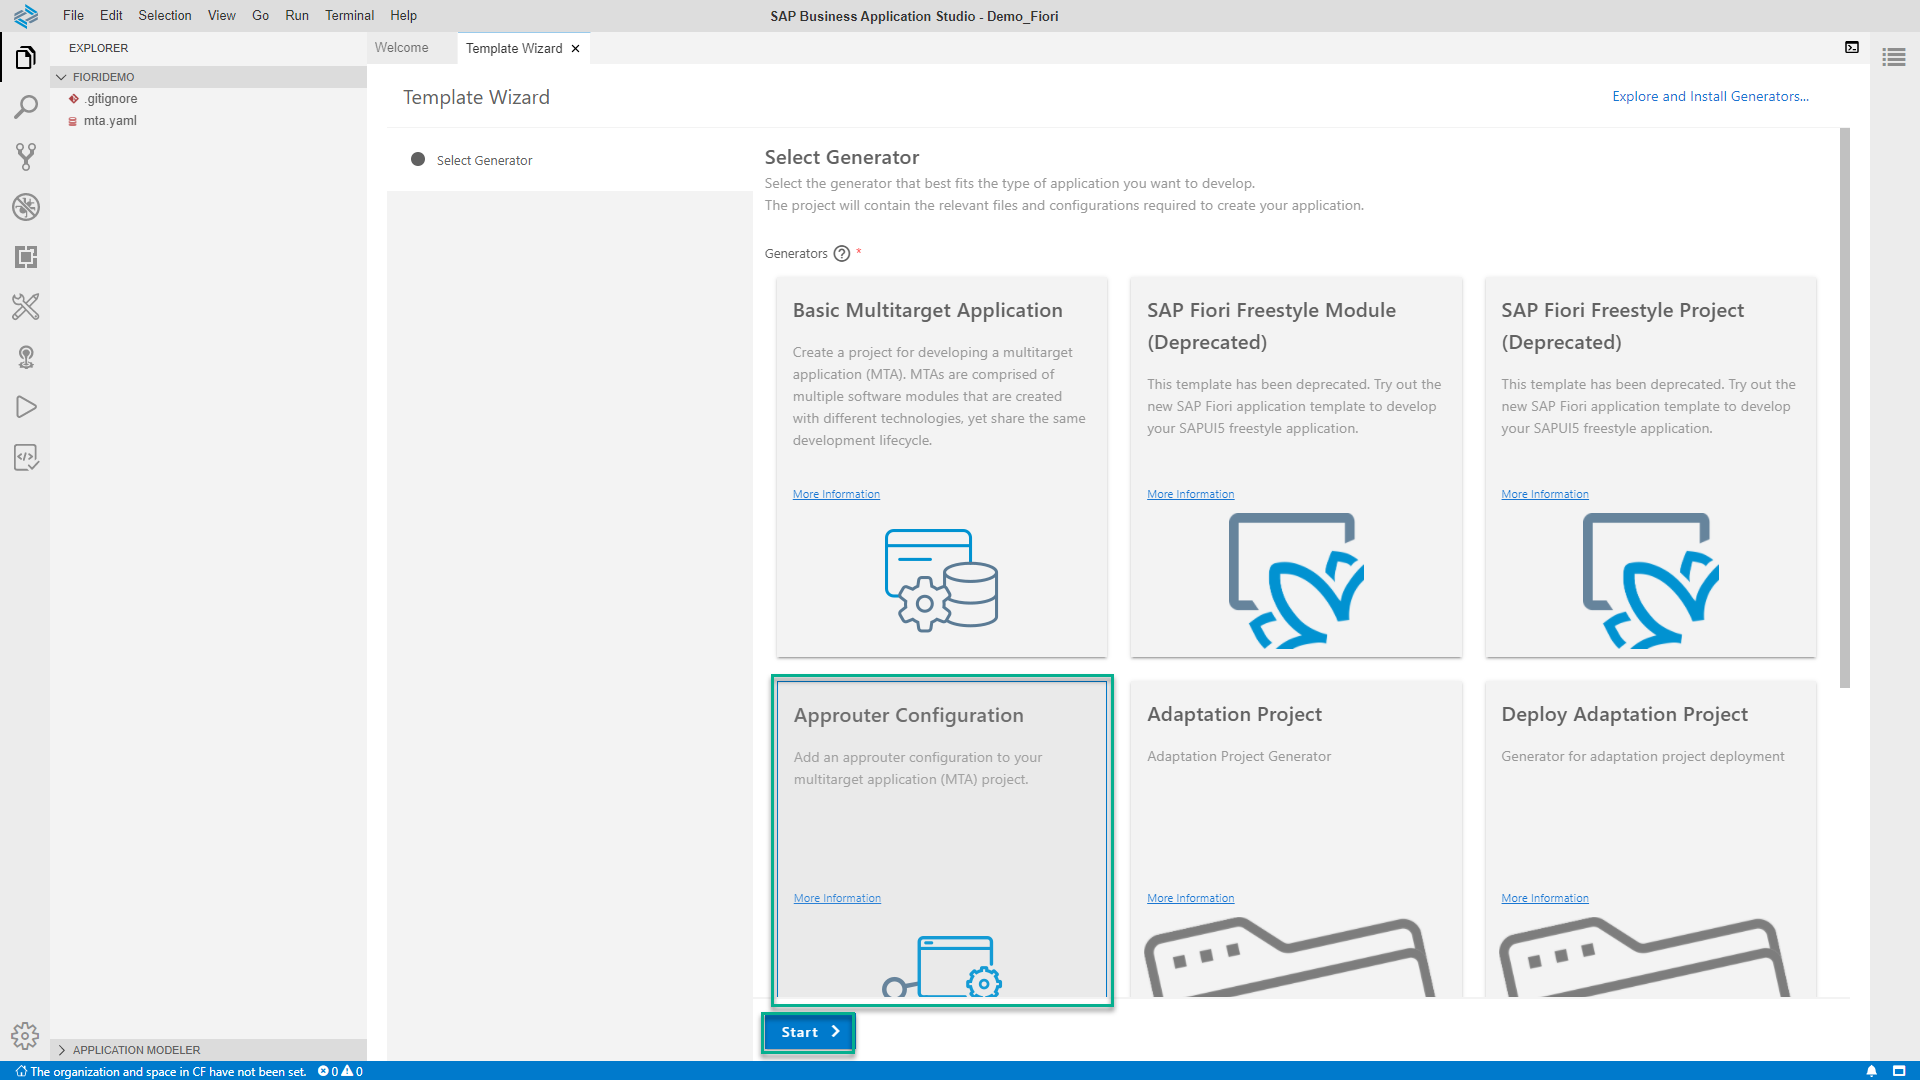 File Edit Selection View Go Run Terminal Help
SAP Business Application Studio - Demo_Fiori
EXPLORER
FIORIDEMO
.gitignore
mta.yaml
APPLICATION MODELER
Welcome
Template Wizard
Template Wizard
Explore and Install Generators...
Select Generator
Select Generator
Select the generator that best fits the type of application you want to develop.
The project will contain the relevant files and configurations required to create your application.
Generators ? *
Basic Multitarget Application
Create a project for developing a multitarget
application (MTA). MTAs are comprised of
multiple software modules that are created
with different technologies, yet share the same
development lifecycle.
More Information
SAP Fiori Freestyle Module
(Deprecated)
This template has been deprecated. Try out the
new SAP Fiori application template to develop
your SAPUI5 freestyle application.
More Information
SAP Fiori Freestyle Project
(Deprecated)
This template has been deprecated. Try out the
new SAP Fiori application template to develop
your SAPUI5 freestyle application.
More Information
Approuter Configuration
Add an approuter configuration to your
multitarget application (MTA) project.
More Information
Adaptation Project
Adaptation Project Generator
More Information
Deploy Adaptation Project
Generator for adaptation project deployment
More Information
Start
The organization and space in CF have not been set. 0 0